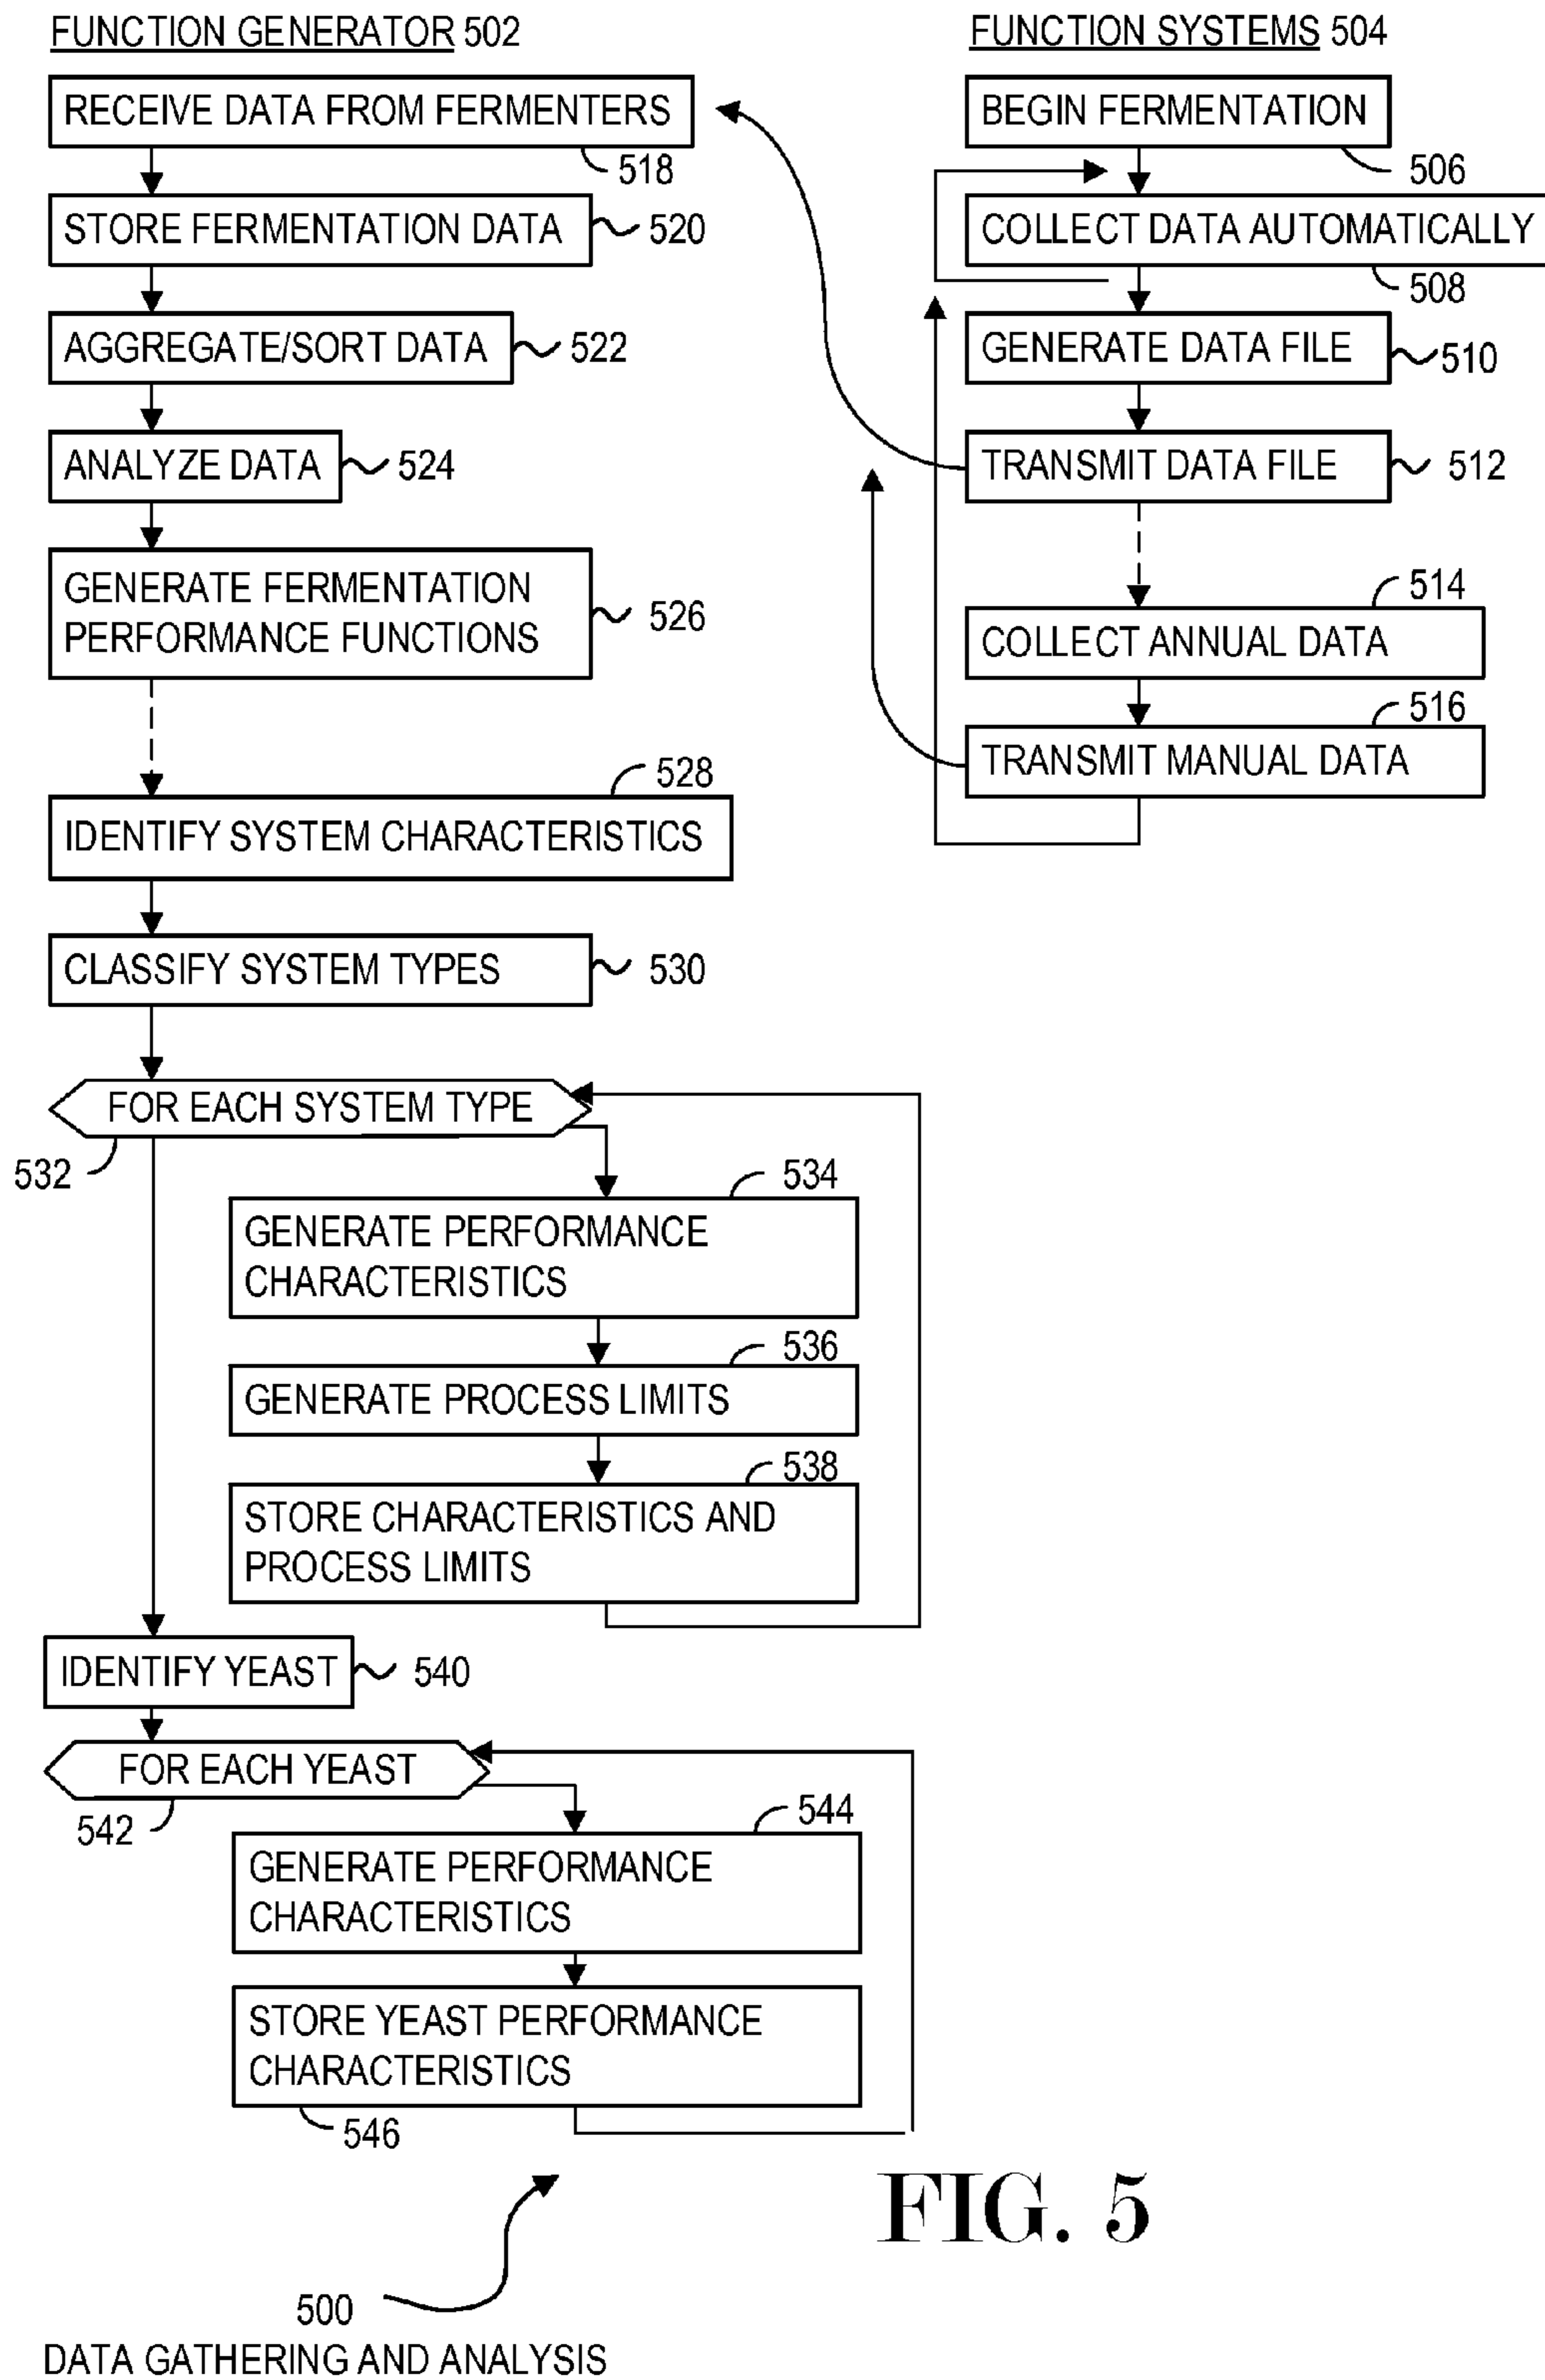 FUNCTION GENERATOR 502
RECEIVE DATA FROM FERMENTERS
518
STORE FERMENTATION DATA
520
AGGREGATE/SORT DATA
522
ANALYZE DATA
524
GENERATE FERMENTATION
PERFORMANCE FUNCTIONS
526
528
IDENTIFY SYSTEM CHARACTERISTICS
CLASSIFY SYSTEM TYPES
530
FOR EACH SYSTEM TYPE
532
534
GENERATE PERFORMANCE
CHARACTERISTICS
536
GENERATE PROCESS LIMITS
538
STORE CHARACTERISTICS AND
PROCESS LIMITS
IDENTIFY YEAST
540
FOR EACH YEAST
542
544
GENERATE PERFORMANCE
CHARACTERISTICS
STORE YEAST PERFORMANCE
CHARACTERISTICS
546
FUNCTION SYSTEMS 504
BEGIN FERMENTATION
506
COLLECT DATA AUTOMATICALLY
508
GENERATE DATA FILE
510
TRANSMIT DATA FILE
512
514
COLLECT ANNUAL DATA
516
TRANSMIT MANUAL DATA
FIG. 5
500
DATA GATHERING AND ANALYSIS